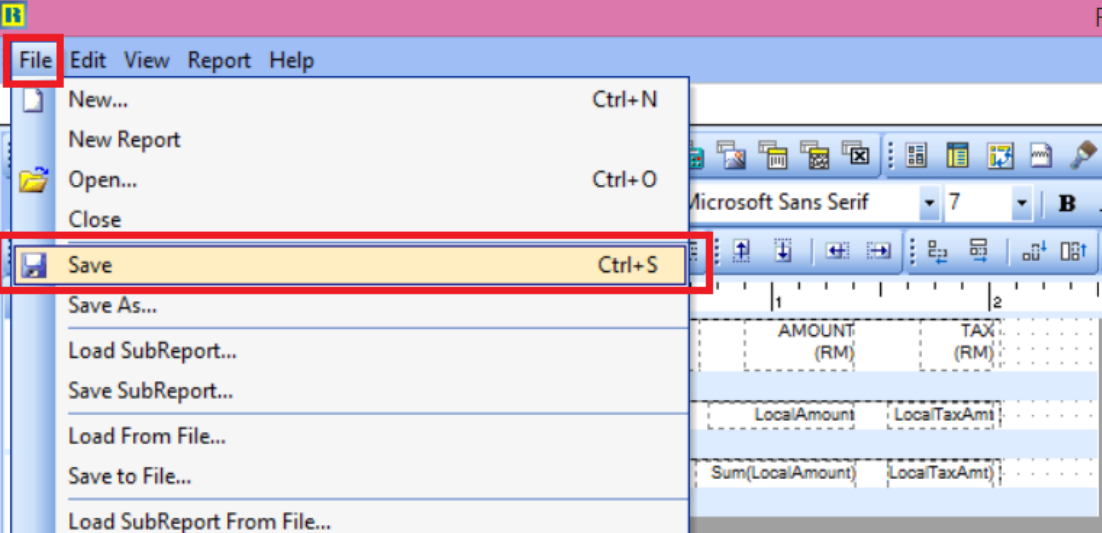 File Edit View Report Help
New... Ctrl+N
New Report
Open... Ctrl+O
Close
Microsoft Sans Serif 7 B
Save Ctrl+S
Save As...
1 2
Load SubReport...
AMOUNT TAX
(RM) (RM)
Save SubReport...
LocalAmount LocalTaxAmt
Load From File...
Save to File...
Sum(LocalAmount) LocalTaxAmt)
Load SubReport From File...